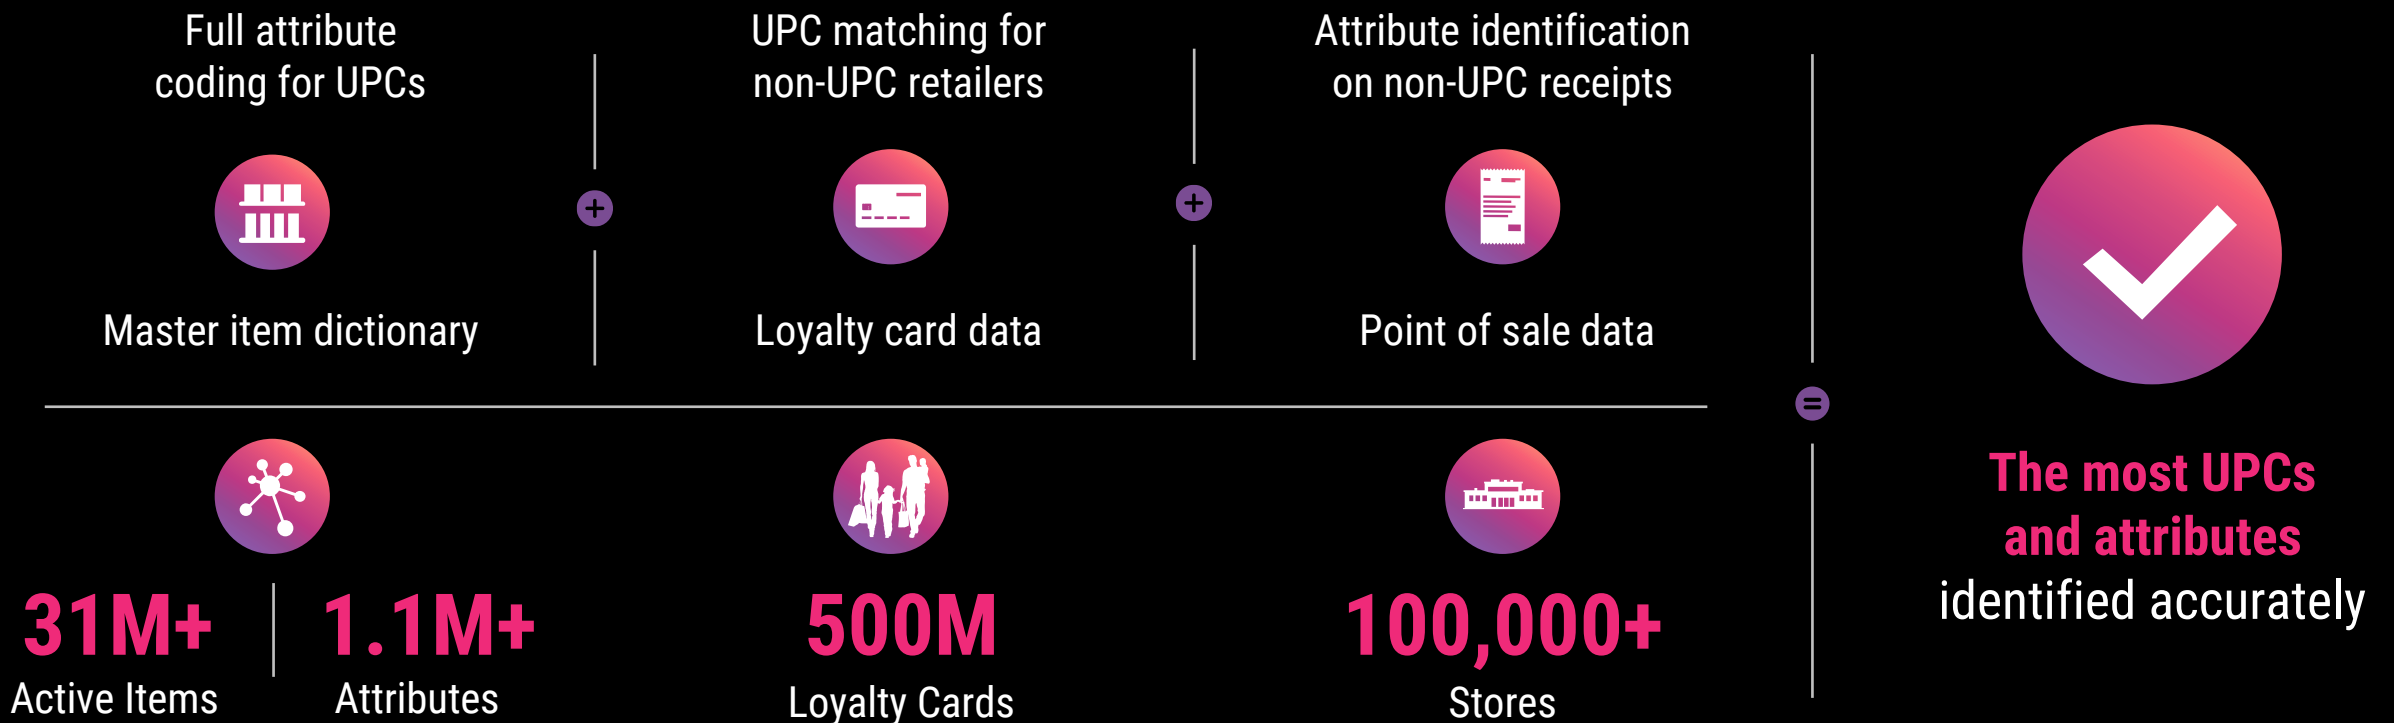 Full attribute
coding for UPCs
Master item dictionary
UPC matching for
non-UPC retailers
Loyalty card data
Attribute identification
on non-UPC receipts
Point of sale data
31M+
Active Items
1.1M+
Attributes
500M
Loyalty Cards
100,000+
Stores
The most UPCs
and attributes
identified accurately